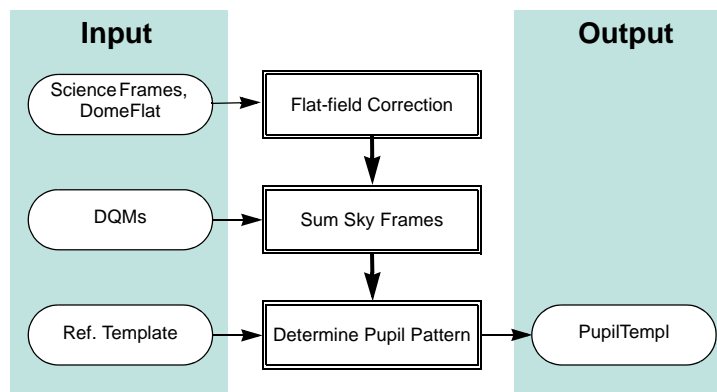 Input
Output
Science Frames,
DomeFlat
Flat-field Correction
DQMs
Sum Sky Frames
Ref. Template
Determine Pupil Pattern
PupilTempl